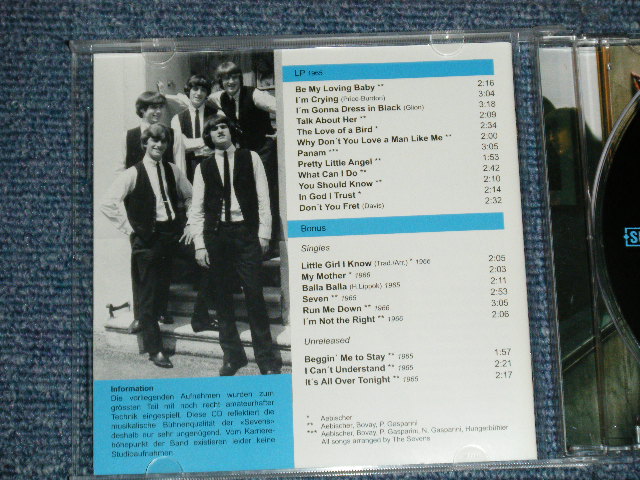 LP 1965
Be My Loving Baby ** 2:16
I´m Crying (Price-Burdon) 3:04
I´m Gonna Dress in Black (Gilon) 3:18
Talk About Her ** 2:09
The Love of a Bird * 2:34
Why Don´t You Love a Man Like Me ** 2:00
Panam *** 3:05
Pretty Little Angel ** 1:53
What Can I Do ** 2:42
You Should Know ** 2:10
In God I Trust * 2:14
Don´t You Fret (Davis) 2:32
Bonus
Singles
Little Girl I Know (Trad./Arr.) * 1966 2:05
My Mother * 1966 2:03
Balla Balla (H.Lippok) 1965 2:11
Seven ** 1965 2:53
Run Me Down ** 1966 3:05
I´m Not the Right ** 1966 2:06
Unreleased
Beggin´ Me to Stay ** 1965 1:57
I Can´t Understand ** 1965 2:21
It´s All Over Tonight ** 1965 2:17
* Aebischer
** Aebischer, Bovay, P. Gasparini
*** Aebischer, Bovay, P. Gasparini, N. Gasparini, Hungerbühler
All songs arranged by The Sevens
Information
Die vorliegenden Aufnahmen wurden zum
grössten Teil mit noch recht amateurhafter
Technik eingespielt. Diese CD reflektiert die
musikalische Bühnenqualität der «Sevens»
deshalb nur sehr ungenügend. Vom Karriere-
höhepunkt der Band existieren leider keine
Studioaufnahmen.